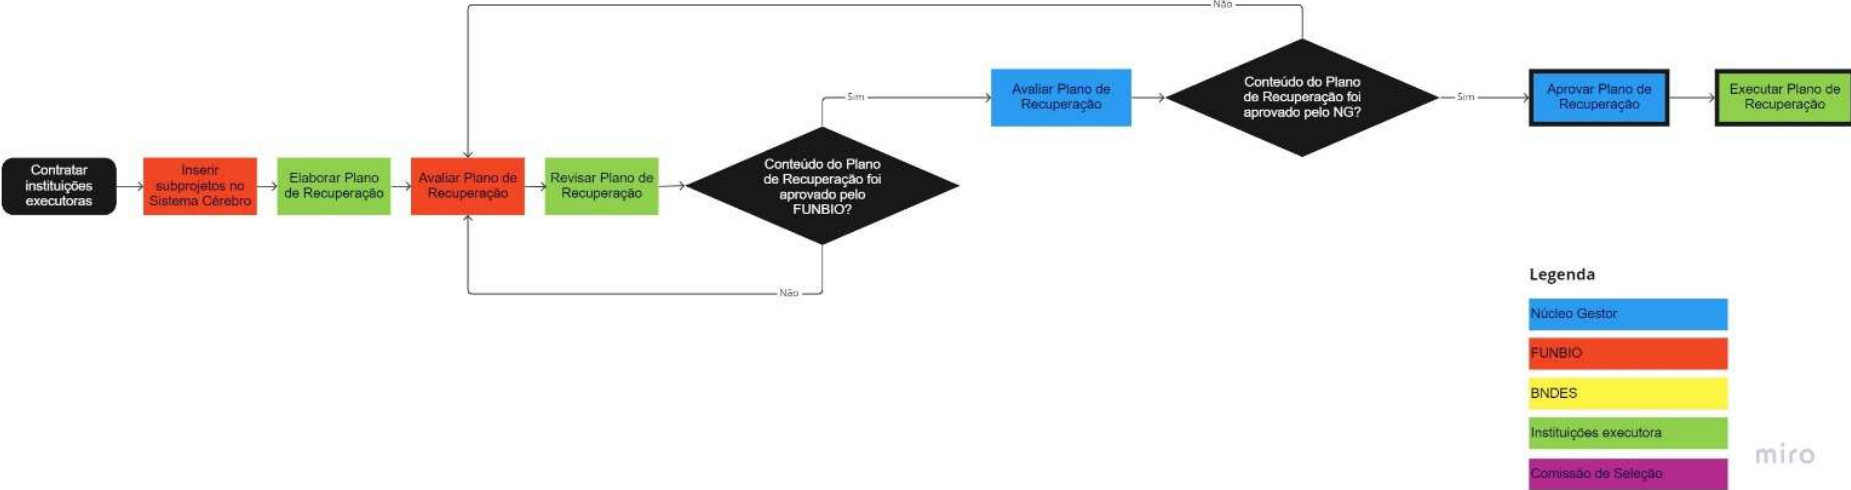 Não
Contratar
instituições
executoras
Inserir
subprojetos no
Sistema Cérebro
Elaborar Plano
de Recuperação
Avaliar Plano de
Recuperação
Revisar Plano de
Recuperação
Conteúdo do Plano
de Recuperação foi
aprovado pelo
FUNBIO?
Sim
Não
Avaliar Plano de
Recuperação
Conteúdo do Plano
de Recuperação foi
aprovado pelo NG?
Sim
Aprovar Plano de
Recuperação
Executar Plano de
Recuperação
Legenda
Núcleo Gestor
FUNBIO
BNDES
Instituições executora
Comissão de Seleção
miro